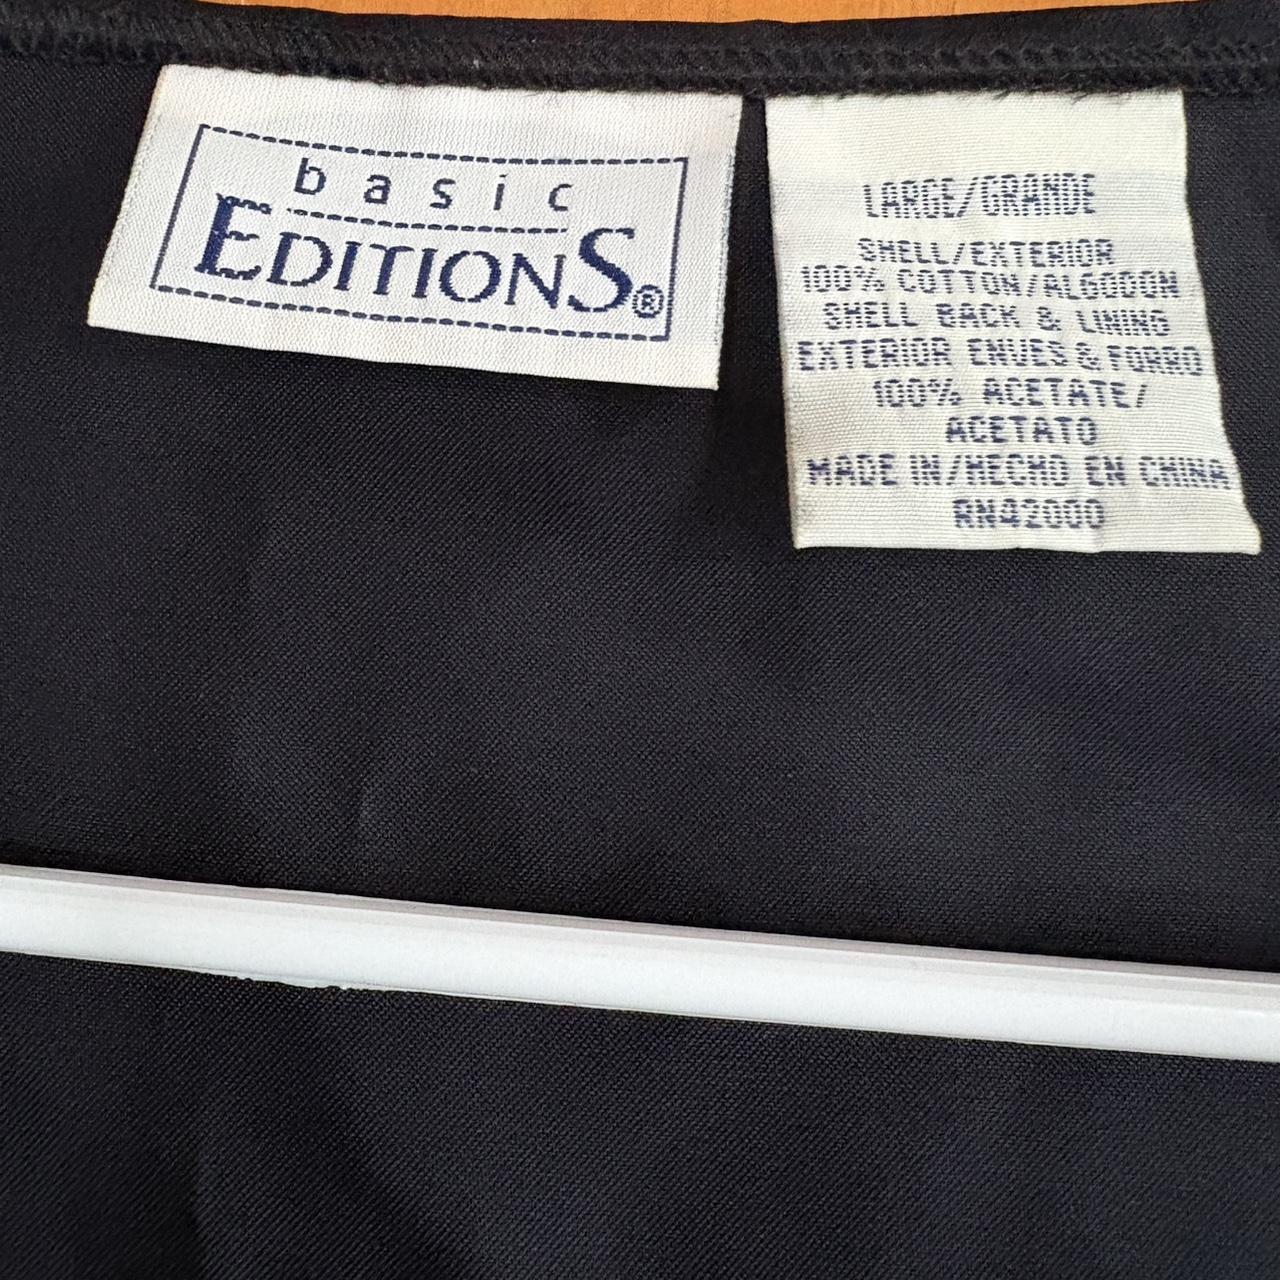 basic
EDITIONS®
LARGE/GRANDE
SHELL/EXTERIOR
100% COTTON/ALGODON
SHELL BACK & LINING
EXTERIOR ENVES & FORRO
100% ACETATE/
ACETATO
MADE IN/HECHO EN CHINA
RN42000